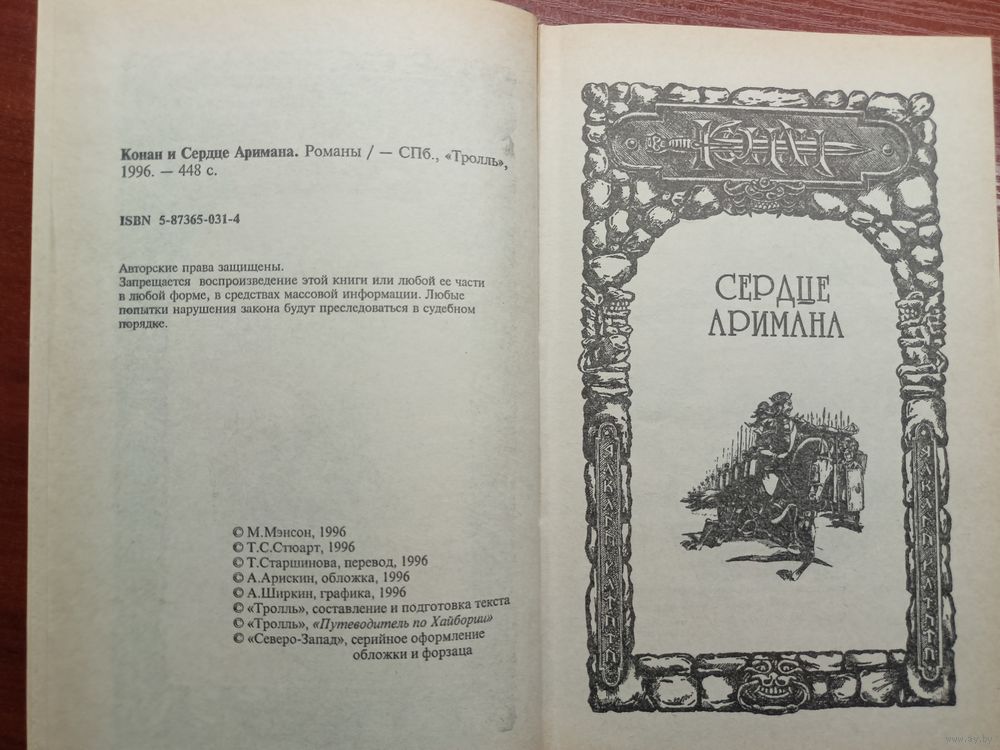 Конан и Сердце Аримана. Романы / — СПб., «Тролль»,
1996. — 448 с.
ISBN 5-87365-031-4
Авторские права защищены.
Запрещается воспроизведение этой книги или любой ее части
в любой форме, в средствах массовой информации. Любые
попытки нарушения закона будут преследоваться в судебном
порядке.
© М.Мэнсон, 1996
© Т.С.Стюарт, 1996
© Т.Старшинова, перевод, 1996
© А.Арискин, обложка, 1996
© А.Ширкин, графика, 1996
© «Тролль», составление и подготовка текста
© «Тролль», «Путеводитель по Хайбории»
© «Северо-Запад», серийное оформление
обложки и форзаца
КОНАН
СЕРДЦЕ
АРИМАНА
www.ay.by